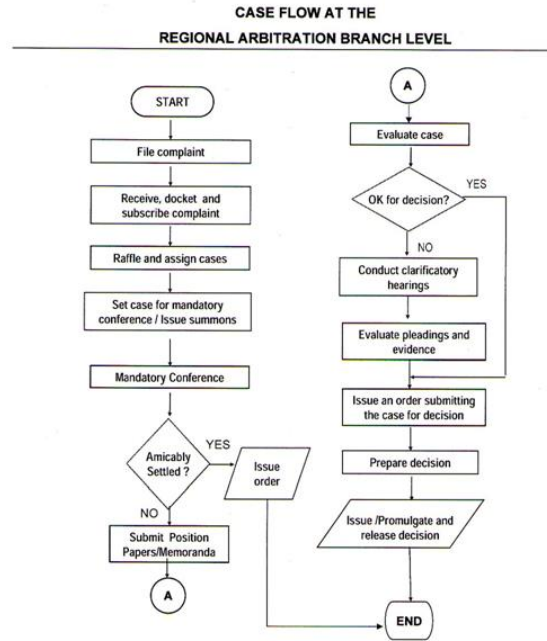 CASE FLOW AT THE
REGIONAL ARBITRATION BRANCH LEVEL
START
File complaint
Receive, docket and
subscribe complaint
Raffle and assign cases
Set case for mandatory
conference / Issue summons
Mandatory Conference
Amicably
Settled ?
YES
Issue
order
NO
Submit Position
Papers/Memoranda
A
A
Evaluate case
OK for decision?
YES
NO
Conduct clarificatory
hearings
Evaluate pleadings and
evidence
Issue an order submitting
the case for decision
Prepare decision
Issue /Promulgate and
release decision
END